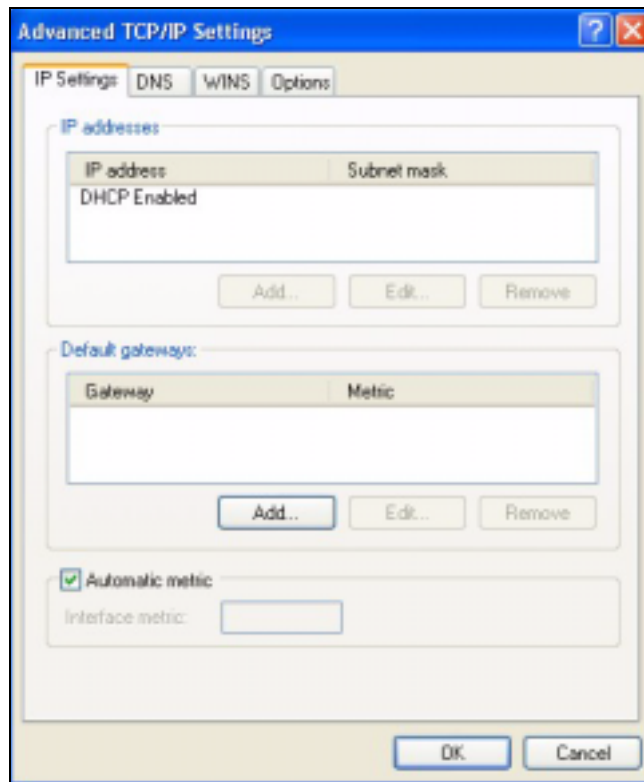 Advanced TCP/IP Settings
IP Settings DNS WINS Options
IP addresses
IP address Subnet mask
DHCP Enabled
Add... Edit... Remove
Default gateways:
Gateway Metric
Add... Edit... Remove
Automatic metric
Interface metric:
OK Cancel